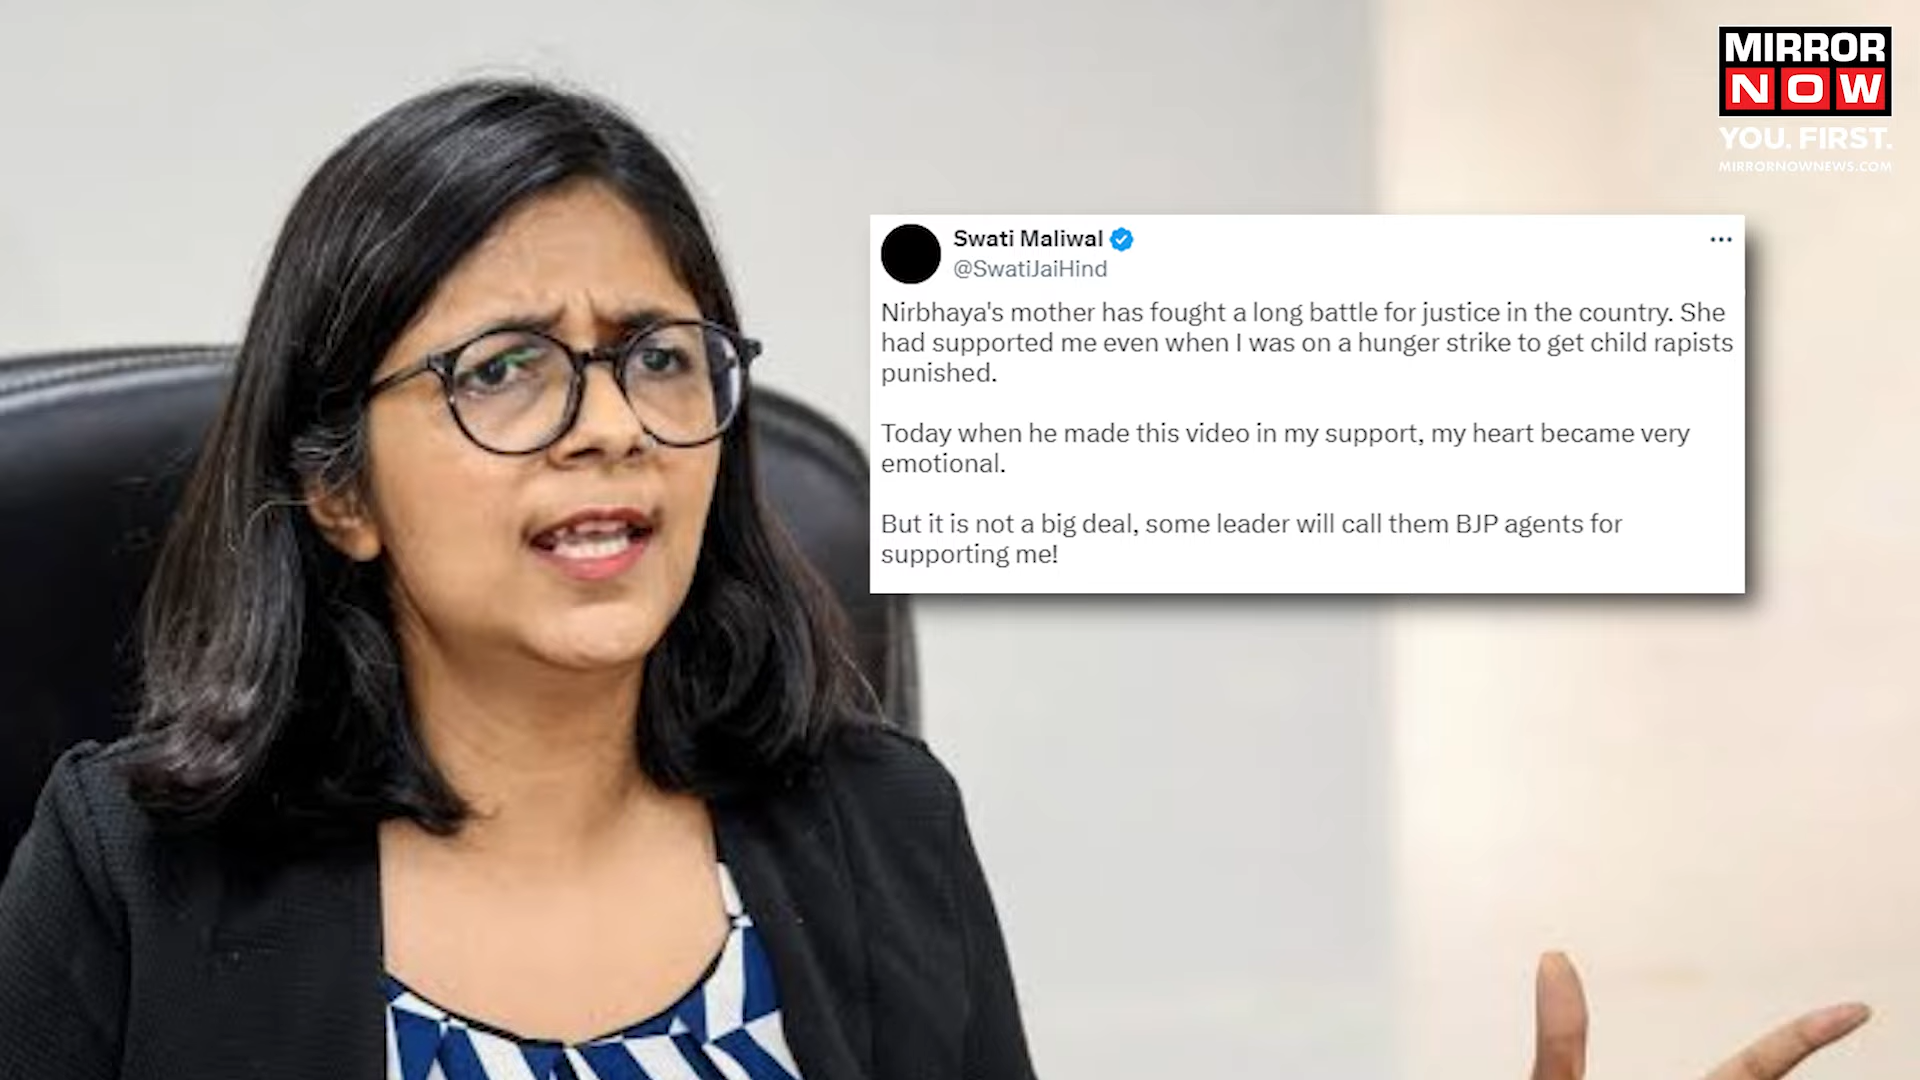 MIRROR
NOW
YOU. FIRST.
MIRRORNOWNEWS.COM
Swati Maliwal
@SwatiJaiHind
Nirbhaya's mother has fought a long battle for justice in the country. She
had supported me even when I was on a hunger strike to get child rapists
punished.
Today when he made this video in my support, my heart became very
emotional.
But it is not a big deal, some leader will call them BJP agents for
supporting me!